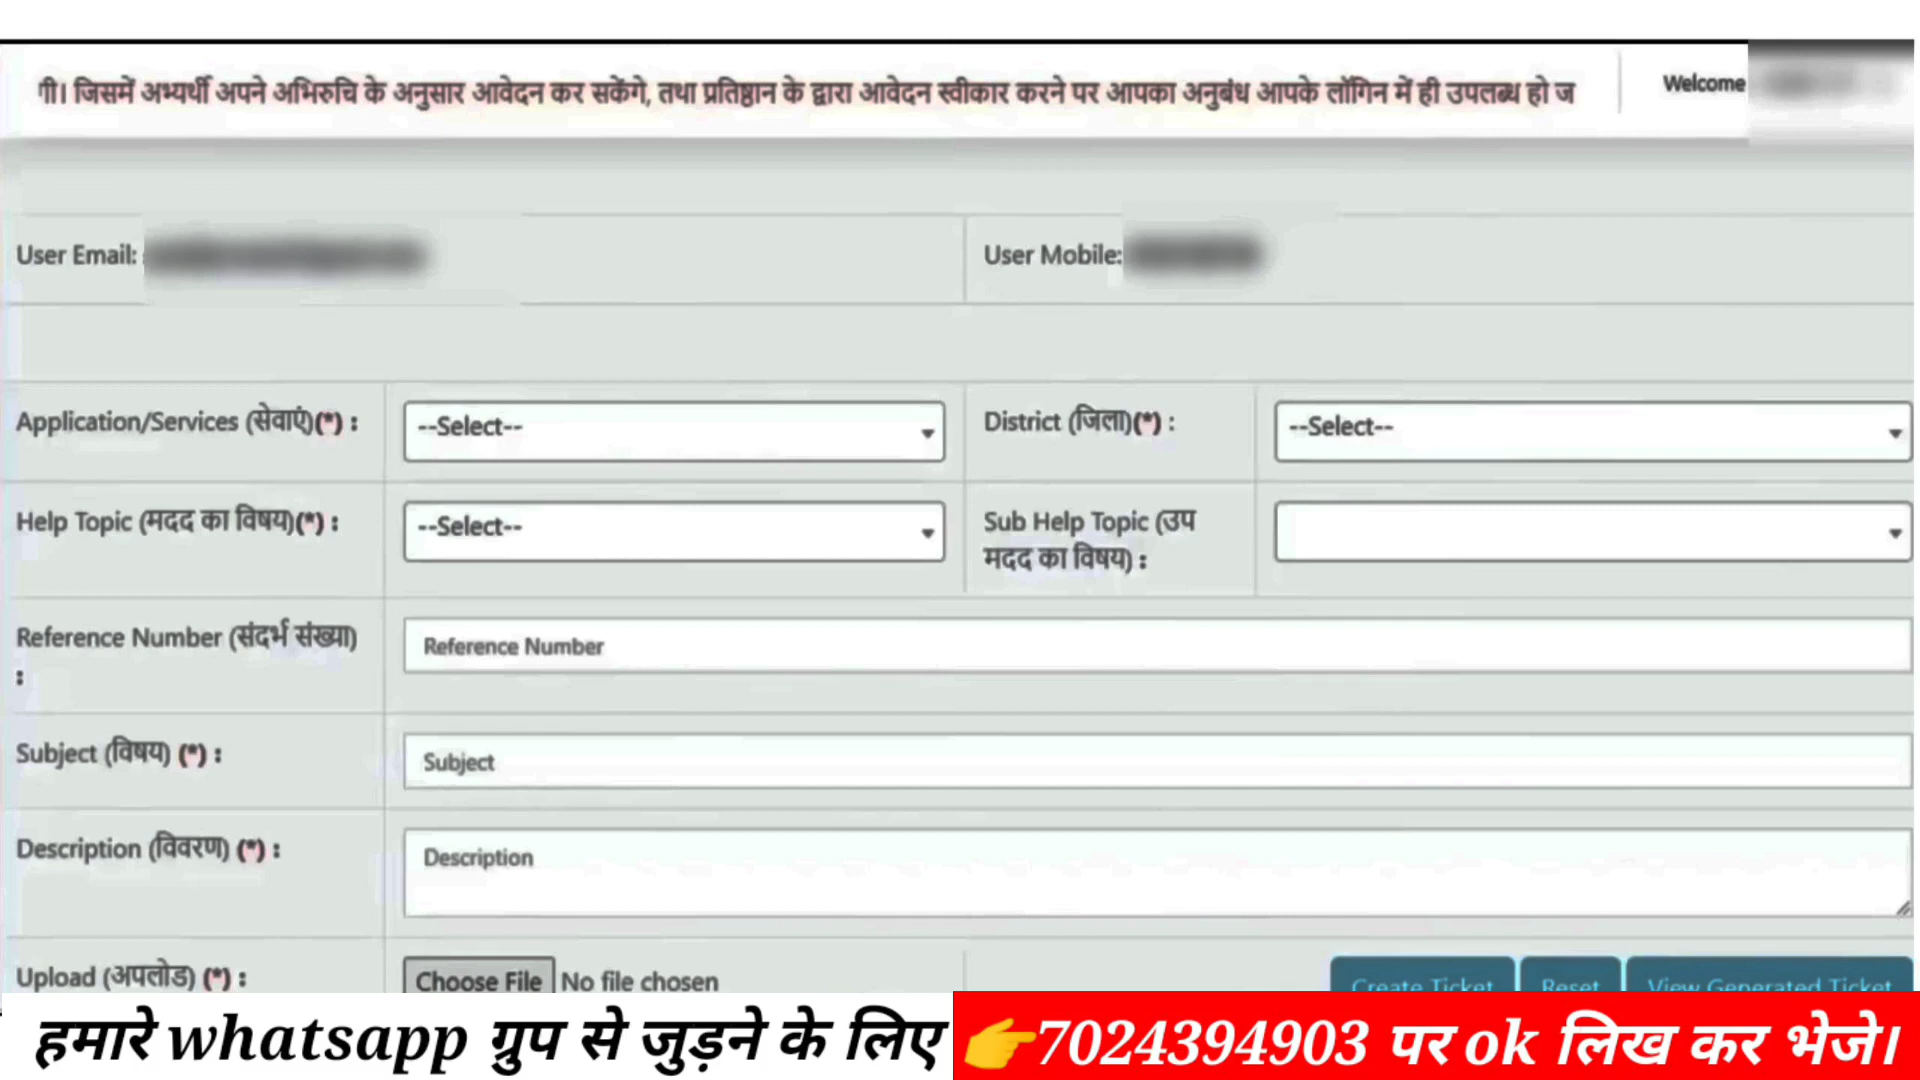 गी। जिसमें अभ्यर्थी अपने अभिरुचि के अनुसार आवेदन कर सकेंगे, तथा प्रतिष्ठान के द्वारा आवेदन स्वीकार करने पर आपका अनुबंध आपके लॉगिन में ही उपलब्ध हो ज
Welcome
User Email:
User Mobile:
Application/Services (सेवाएं)(*) :
--Select--
District (जिला)(*) :
--Select--
Help Topic (मदद का विषय)(*) :
--Select--
Sub Help Topic (उप
मदद का विषय) :
Reference Number (संदर्भ संख्या)
:
Reference Number
Subject (विषय) (*) :
Subject
Description (विवरण) (*) :
Description
Upload (अपलोड) (*) :
Choose File No file chosen
Create Ticket
Reset
View Generated Ticket
हमारे whatsapp ग्रुप से जुड़ने के लिए 👉7024394903 पर ok लिख कर भेजे।